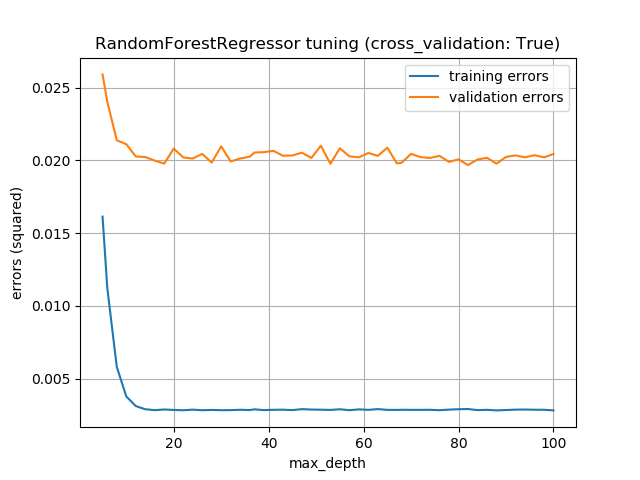 RandomForestRegressor tuning (cross_validation: True)
training errors
validation errors
errors (squared)
0.025
0.020
0.015
0.010
0.005
20 40 60 80 100
max_depth